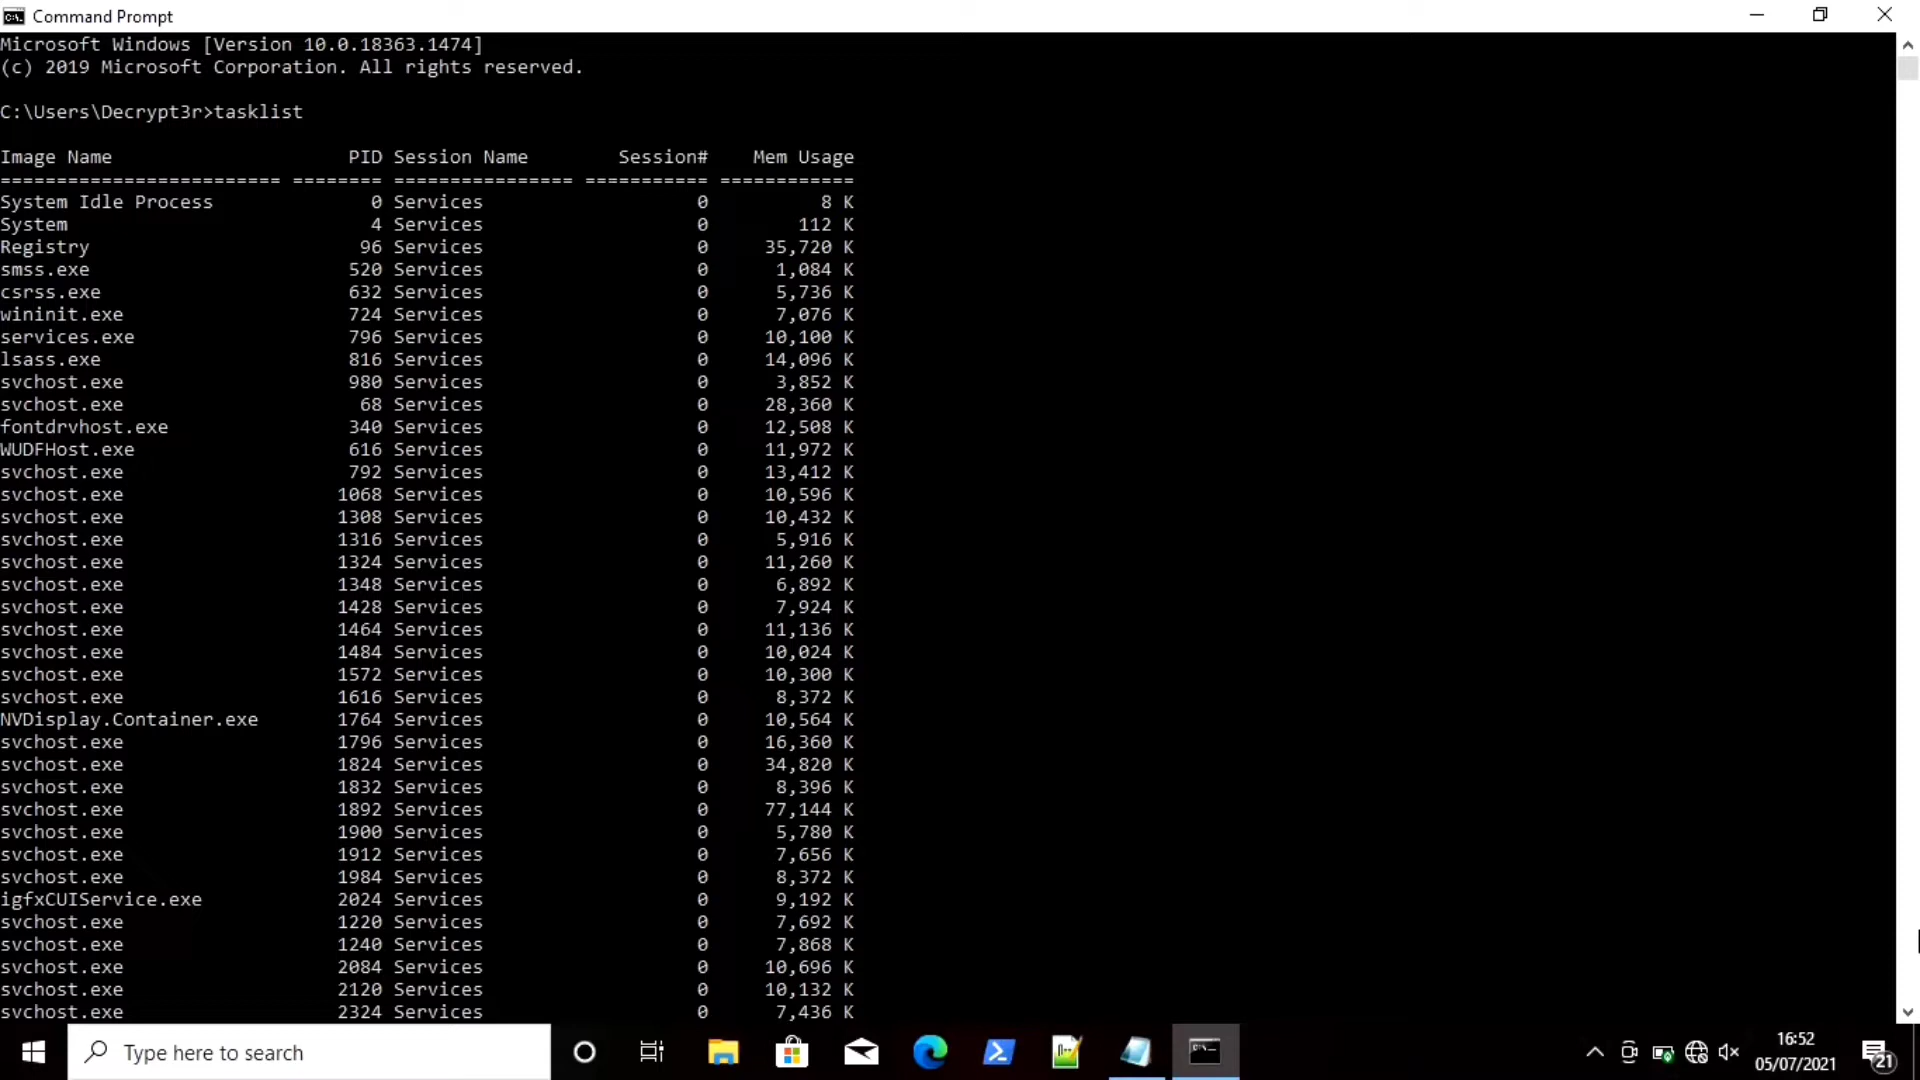 Command Prompt
Microsoft Windows [Version 10.0.18363.1474]
(c) 2019 Microsoft Corporation. All rights reserved.
C:\Users\Decrypt3r>tasklist
Image Name                     PID Session Name        Session#    Mem Usage
========================= ======== ================ =========== ============
System Idle Process              0 Services                   0          8 K
System                           4 Services                   0        112 K
Registry                        96 Services                   0     35,720 K
smss.exe                       520 Services                   0      1,084 K
csrss.exe                      632 Services                   0      5,736 K
wininit.exe                    724 Services                   0      7,076 K
services.exe                   796 Services                   0     10,100 K
lsass.exe                      816 Services                   0     14,096 K
svchost.exe                    980 Services                   0      3,852 K
svchost.exe                     68 Services                   0     28,360 K
fontdrvhost.exe                340 Services                   0     12,508 K
WUDFHost.exe                   616 Services                   0     11,972 K
svchost.exe                    792 Services                   0     13,412 K
svchost.exe                   1068 Services                   0     10,596 K
svchost.exe                   1308 Services                   0     10,432 K
svchost.exe                   1316 Services                   0      5,916 K
svchost.exe                   1324 Services                   0     11,260 K
svchost.exe                   1348 Services                   0      6,892 K
svchost.exe                   1428 Services                   0      7,924 K
svchost.exe                   1464 Services                   0     11,136 K
svchost.exe                   1484 Services                   0     10,024 K
svchost.exe                   1572 Services                   0     10,300 K
svchost.exe                   1616 Services                   0      8,372 K
NVDisplay.Container.exe       1764 Services                   0     10,564 K
svchost.exe                   1796 Services                   0     16,360 K
svchost.exe                   1824 Services                   0     34,820 K
svchost.exe                   1832 Services                   0      8,396 K
svchost.exe                   1892 Services                   0     77,144 K
svchost.exe                   1900 Services                   0      5,780 K
svchost.exe                   1912 Services                   0      7,656 K
svchost.exe                   1984 Services                   0      8,372 K
igfxCUIService.exe            2024 Services                   0      9,192 K
svchost.exe                   1220 Services                   0      7,692 K
svchost.exe                   1240 Services                   0      7,868 K
svchost.exe                   2084 Services                   0     10,696 K
svchost.exe                   2120 Services                   0     10,132 K
svchost.exe                   2324 Services                   0      7,436 K
Type here to search
16:52
05/07/2021
21